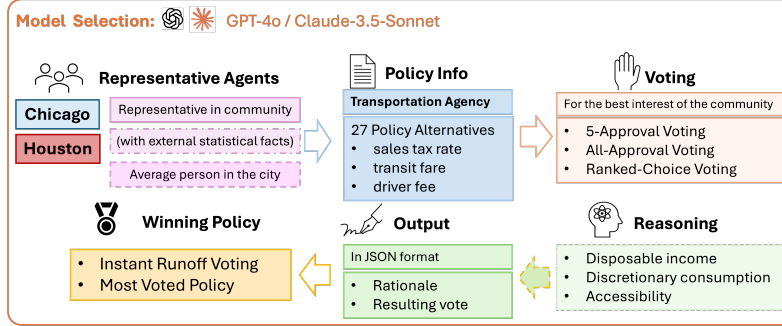 Model Selection: GPT-4o / Claude-3.5-Sonnet
Representative Agents
Chicago
Houston
Representative in community
(with external statistical facts)
Average person in the city
Policy Info
Transportation Agency
27 Policy Alternatives
• sales tax rate
• transit fare
• driver fee
Voting
For the best interest of the community
• 5-Approval Voting
• All-Approval Voting
• Ranked-Choice Voting
Winning Policy
• Instant Runoff Voting
• Most Voted Policy
Output
In JSON format
• Rationale
• Resulting vote
Reasoning
• Disposable income
• Discretionary consumption
• Accessibility